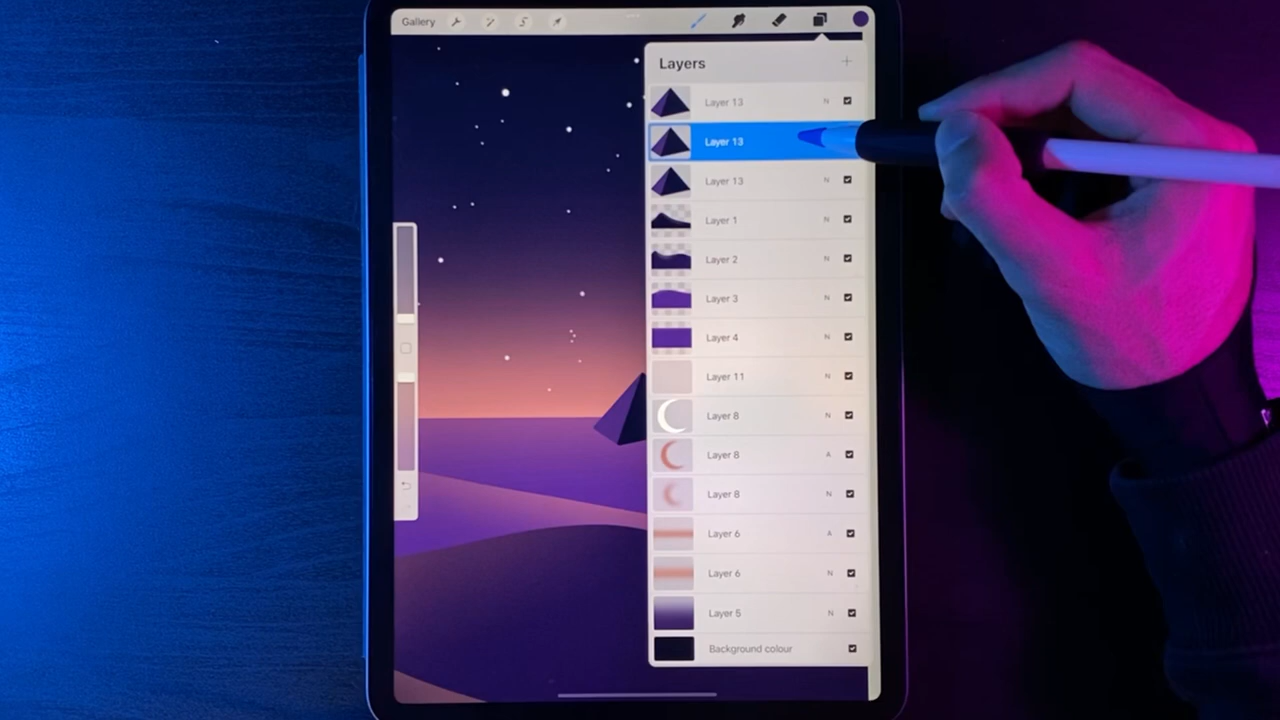 Gallery
Layers
Layer 13 N
Layer 13
Layer 13 N
Layer 1 N
Layer 2 N
Layer 3 N
Layer 4 N
Layer 11 N
Layer 8 N
Layer 8 A
Layer 8 N
Layer 6 A
Layer 6 N
Layer 5 N
Background colour